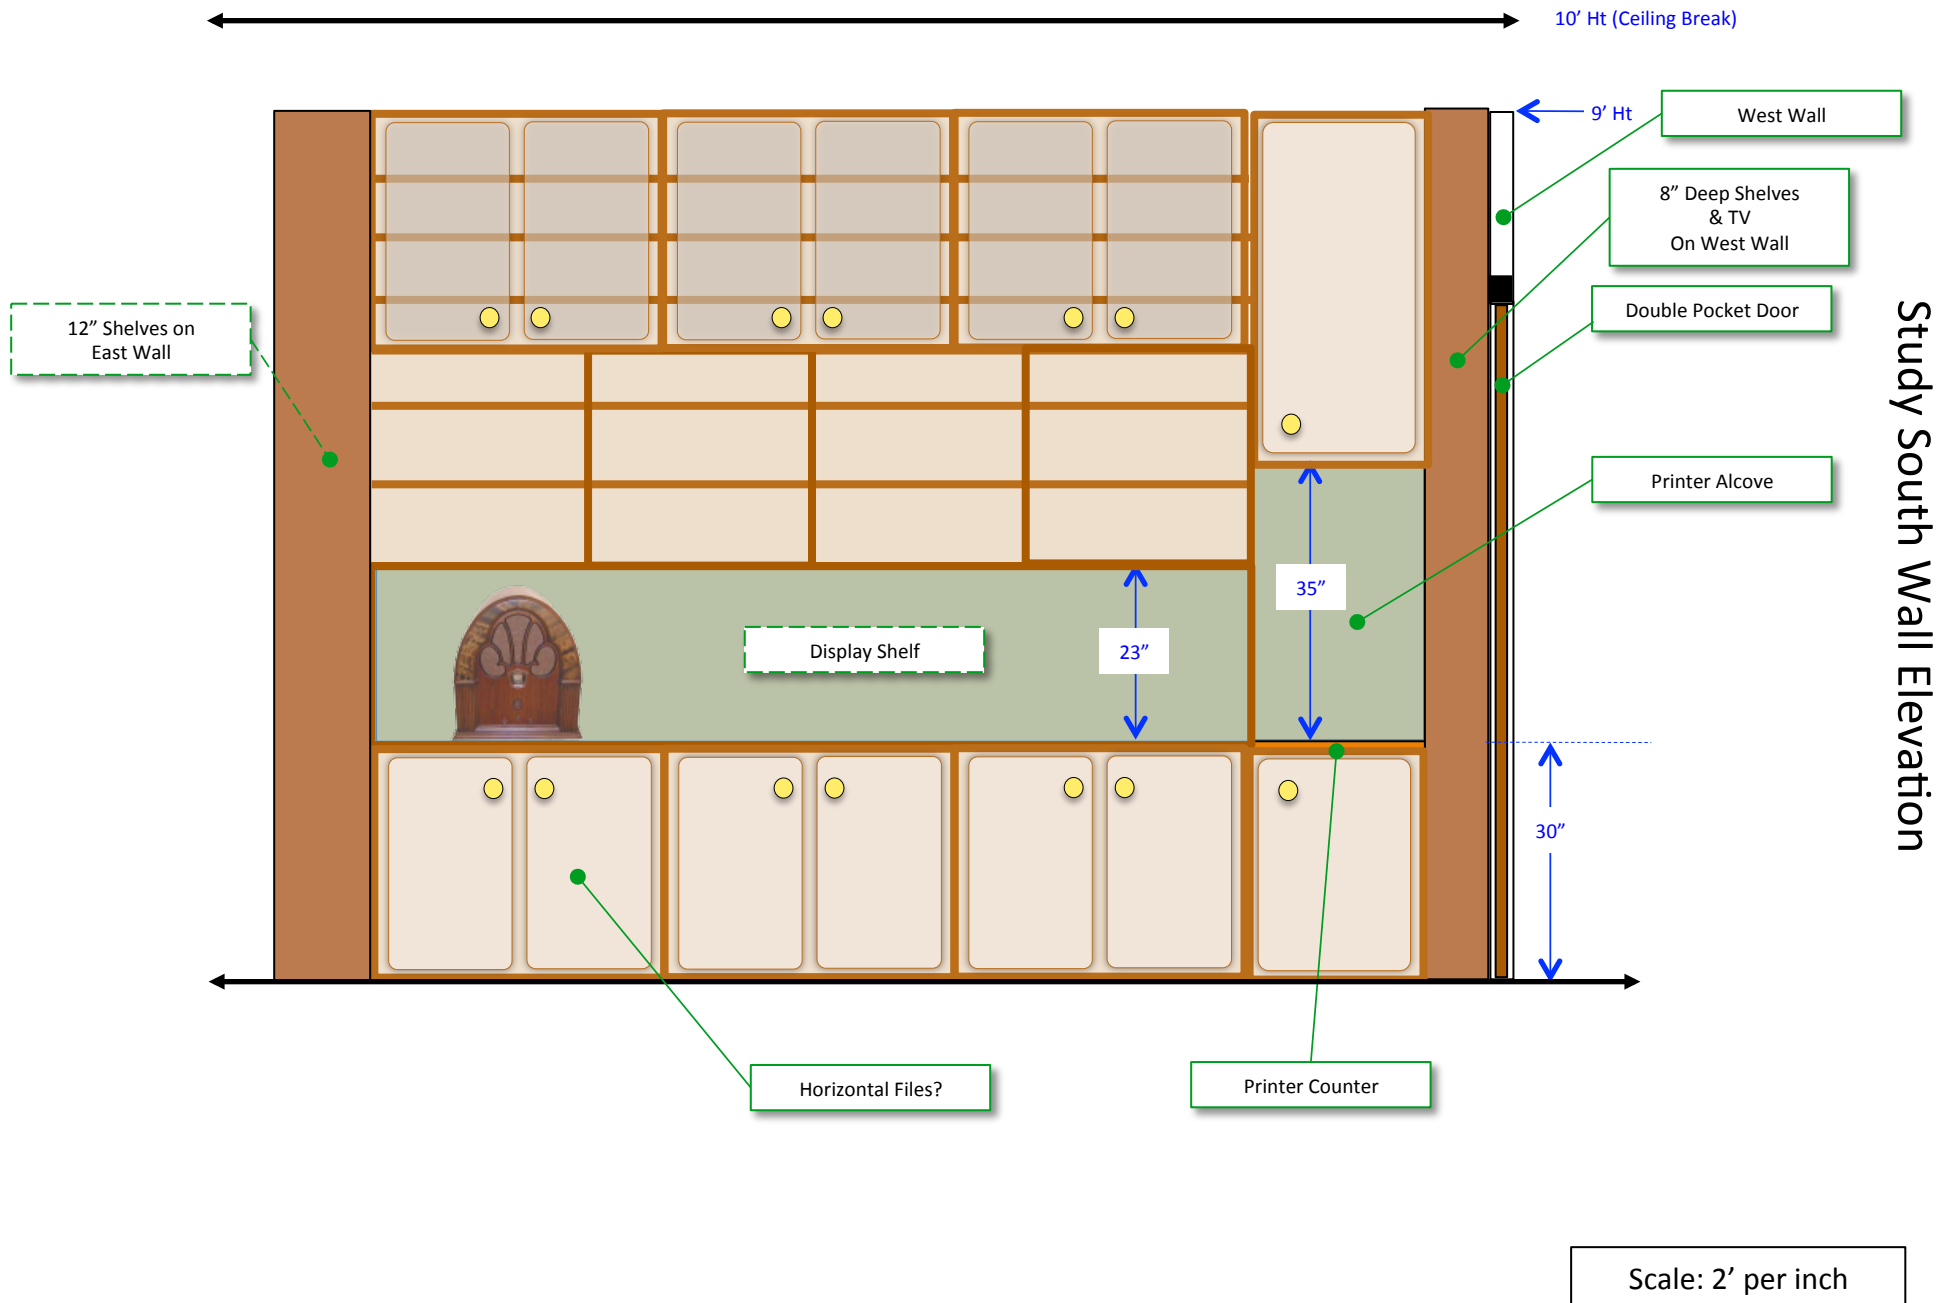 10’ Ht (Ceiling Break)
9’ Ht
West Wall
8” Deep Shelves
& TV
On West Wall
Double Pocket Door
12” Shelves on
East Wall
Printer Alcove
35”
Display Shelf
23”
30”
Horizontal Files?
Printer Counter
Study South Wall Elevation
Scale: 2’ per inch